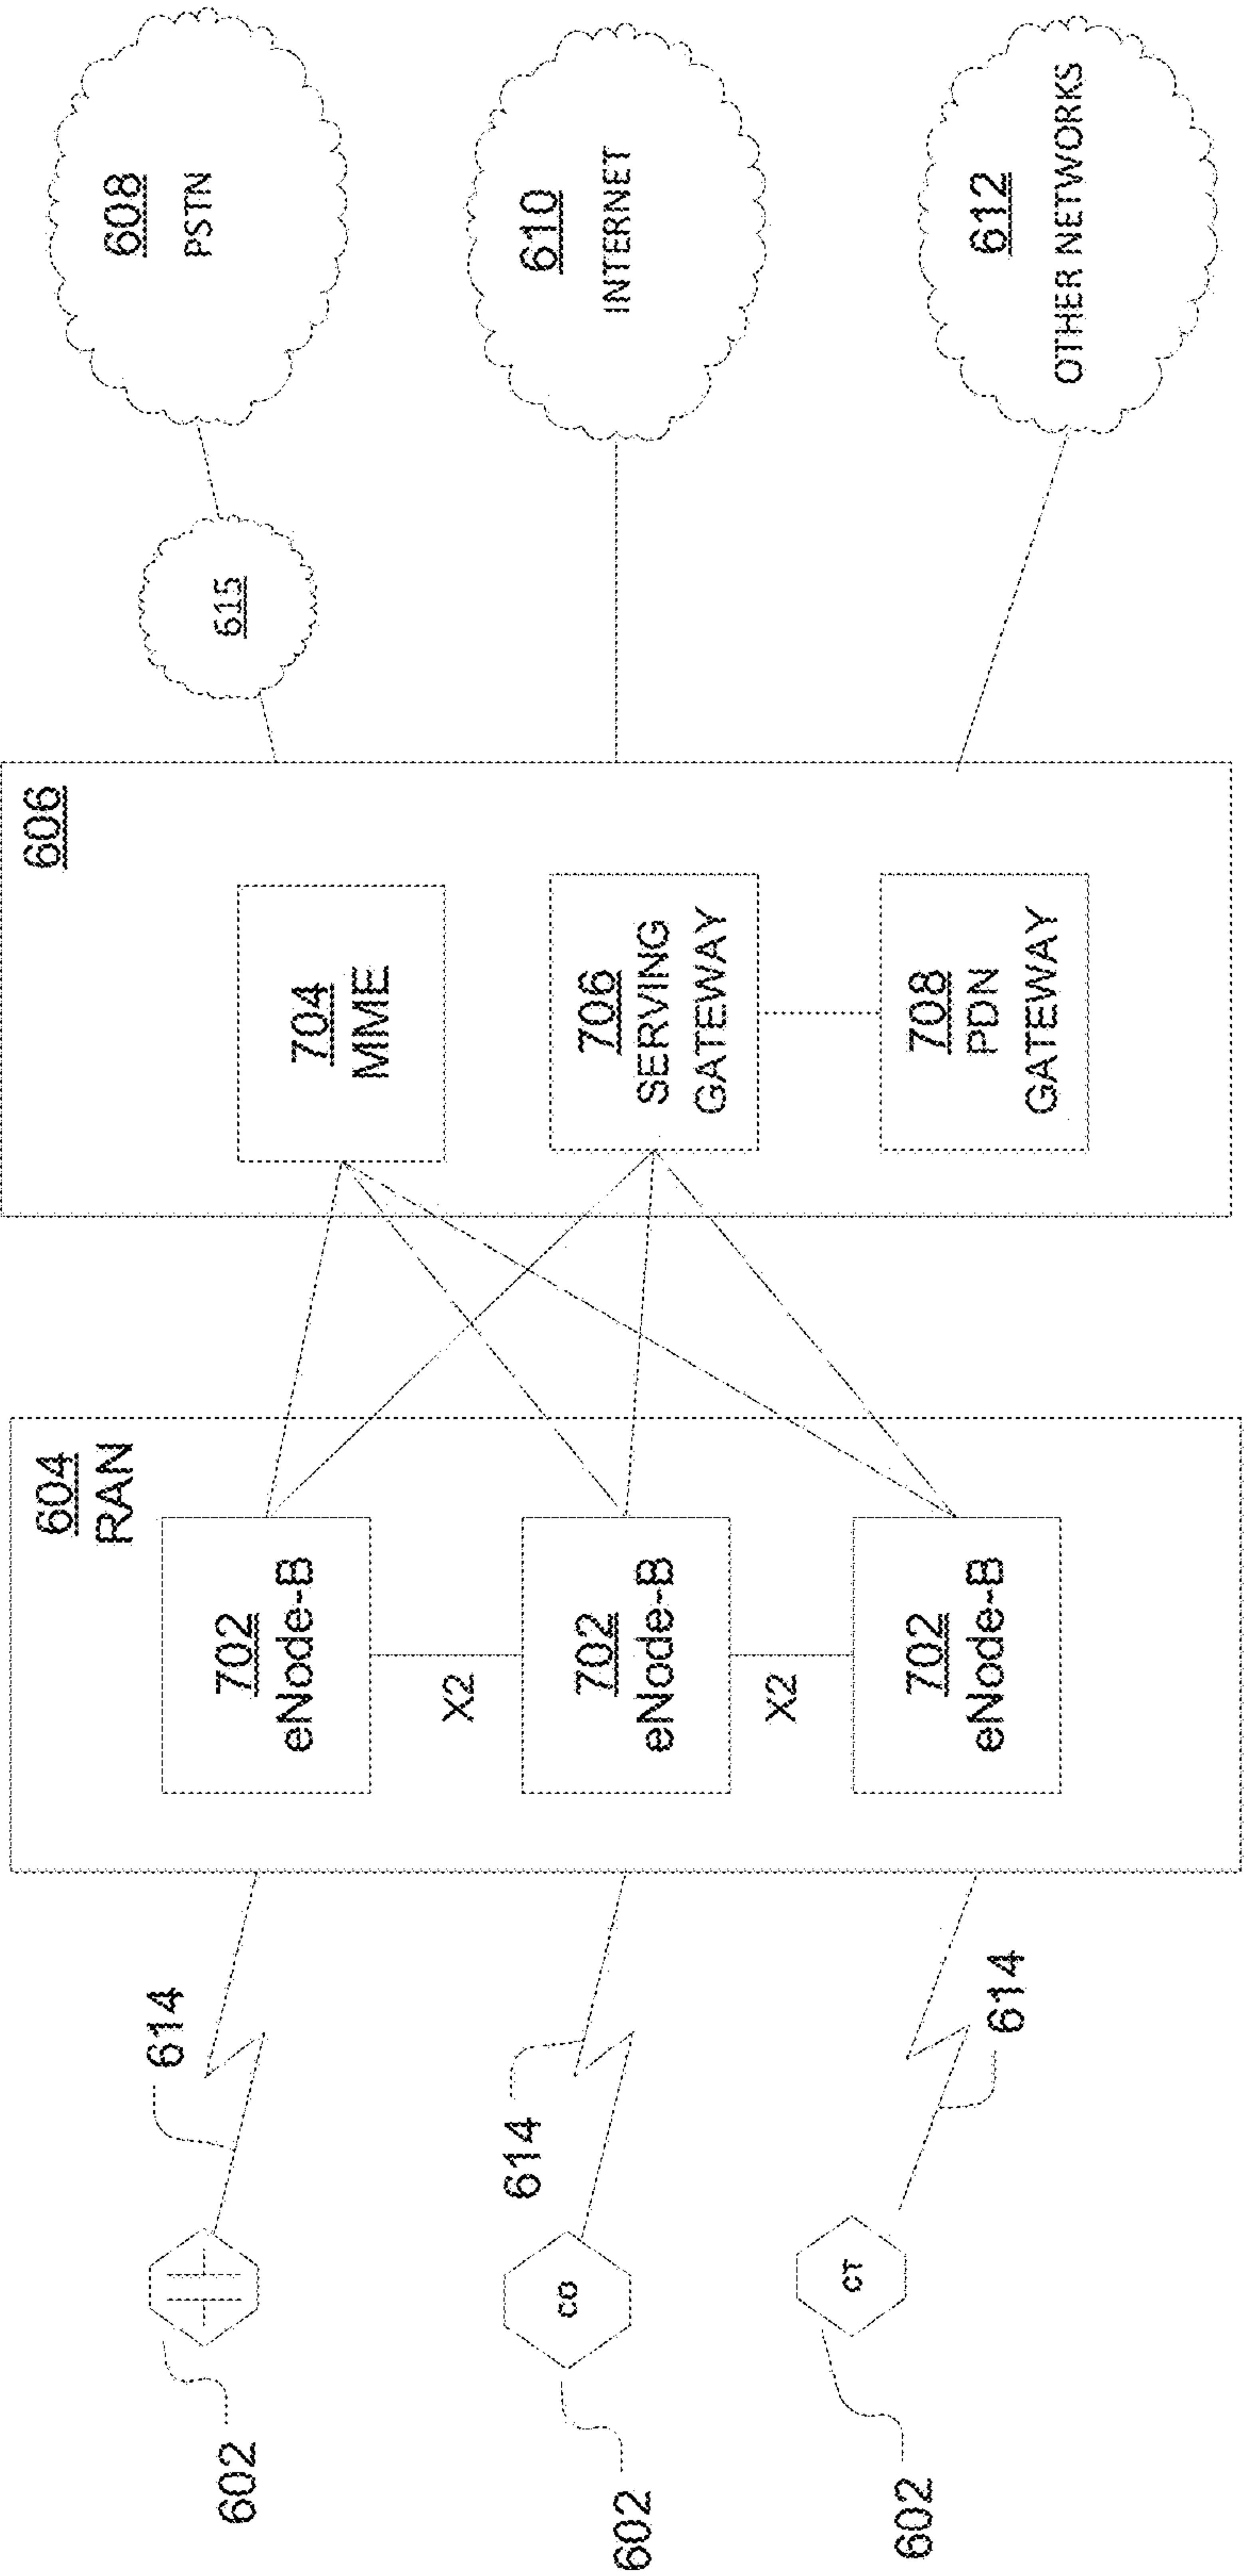 602
614
602
CO
614
602
CT
614
604
RAN
702
eNode-B
X2
702
eNode-B
X2
702
eNode-B
606
704
MME
706
SERVING
GATEWAY
708
PDN
GATEWAY
615
608
PSTN
610
INTERNET
612
OTHER NETWORKS